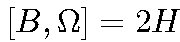 [B, Ω] = 2H